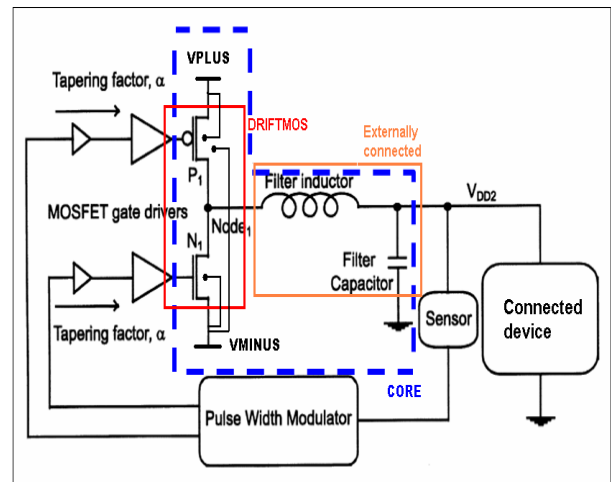 VPLUS
Tapering factor, α
DRIFTMOS
Externally
connected
P1
Filter inductor
VDD2
MOSFET gate drivers
Node1
N1
Filter
Capacitor
Sensor
Connected
device
Tapering factor, α
VMINUS
CORE
Pulse Width Modulator